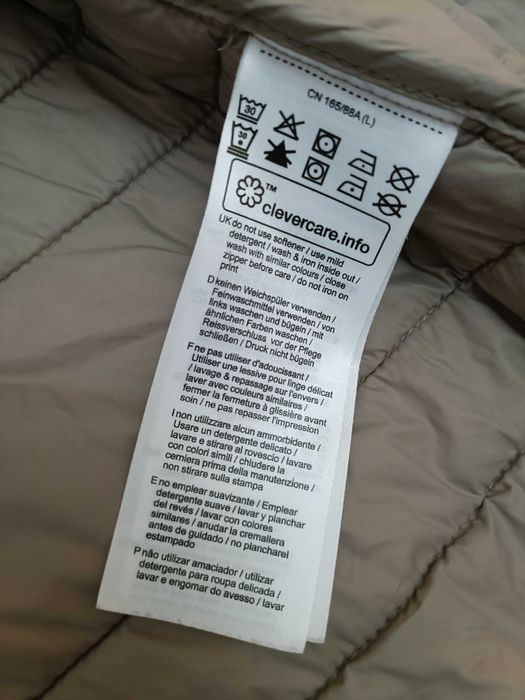 CN 165/88A (L)
30
30
TM
clevercare.info
UK do not use softener / use mild
detergent / wash & iron inside out /
wash with similar colours / close
zipper before care / do not iron on
print
D keinen Weichspüler verwenden /
Feinwaschmittel verwenden / von
links waschen und bügeln / mit
ähnlichen Farben waschen /
Reissverschluss vor der Pflege
schließen / Druck nicht bügeln
F ne pas utiliser d'adoucissant /
Utiliser une lessive pour linge délicat
/ lavage & repassage sur l'envers /
laver avec couleurs similaires /
fermer la fermeture à glissière avant
soin / ne pas repasser l'impression
I non utilizzare alcun ammorbidente /
Usare un detergente delicato /
lavare e stirare al rovescio / lavare
con colori simili / chiudere la
cerniera prima della manutenzione /
non stirare sulla stampa
E no emplear suavizante / Emplear
detergente suave / lavar y planchar
del revés / lavar con colores
similares / anudar la cremallera
antes de guidado / no plancharel
estampado
P não utilizar amaciador / utilizar
detergente para roupa delicada /
lavar e engomar do avesso / lavar